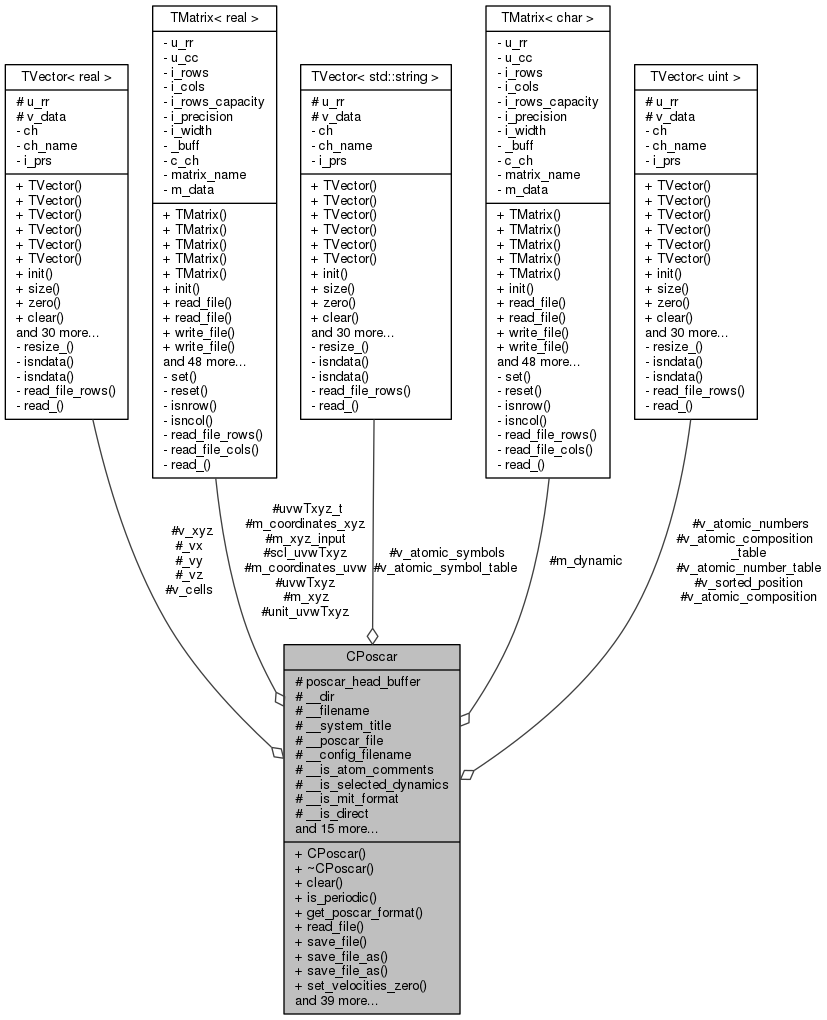 TVector< real >
# u_rr
# v_data
- ch
- ch_name
- i_prs
+ TVector()
+ TVector()
+ TVector()
+ TVector()
+ TVector()
+ TVector()
+ init()
+ size()
+ zero()
+ clear()
and 30 more...
- resize_()
- isndata()
- isndata()
- read_file_rows()
- read_()
TMatrix< real >
- u_rr
- u_cc
- i_rows
- i_cols
- i_rows_capacity
- i_precision
- i_width
- _buff
- c_ch
- matrix_name
- m_data
+ TMatrix()
+ TMatrix()
+ TMatrix()
+ TMatrix()
+ TMatrix()
+ init()
+ read_file()
+ read_file()
+ write_file()
+ write_file()
and 48 more...
- set()
- reset()
- isnrow()
- isncol()
- read_file_rows()
- read_file_cols()
- read_()
TVector< std::string >
# u_rr
# v_data
- ch
- ch_name
- i_prs
+ TVector()
+ TVector()
+ TVector()
+ TVector()
+ TVector()
+ TVector()
+ init()
+ size()
+ zero()
+ clear()
and 30 more...
- resize_()
- isndata()
- isndata()
- read_file_rows()
- read_()
TMatrix< char >
- u_rr
- u_cc
- i_rows
- i_cols
- i_rows_capacity
- i_precision
- i_width
- _buff
- c_ch
- matrix_name
- m_data
+ TMatrix()
+ TMatrix()
+ TMatrix()
+ TMatrix()
+ TMatrix()
+ init()
+ read_file()
+ read_file()
+ write_file()
+ write_file()
and 48 more...
- set()
- reset()
- isnrow()
- isncol()
- read_file_rows()
- read_file_cols()
- read_()
TVector< uint >
# u_rr
# v_data
- ch
- ch_name
- i_prs
+ TVector()
+ TVector()
+ TVector()
+ TVector()
+ TVector()
+ TVector()
+ init()
+ size()
+ zero()
+ clear()
and 30 more...
- resize_()
- isndata()
- isndata()
- read_file_rows()
- read_()
#v_xyz
#_vx
#_vy
#_vz
#v_cells
#uvwTxyz_t
#m_coordinates_xyz
#m_xyz_input
#scl_uvwTxyz
#m_coordinates_uvw
#uvwTxyz
#m_xyz
#unit_uvwTxyz
#v_atomic_symbols
#v_atomic_symbol_table
#m_dynamic
#v_atomic_numbers
#v_atomic_composition
_table
#v_atomic_number_table
#v_sorted_position
#v_atomic_composition
CPoscar
# poscar_head_buffer
# __dir
# __filename
# __system_title
# __poscar_file
# __config_filename
# __is_atom_comments
# __is_selected_dynamics
# __is_mit_format
# __is_direct
and 15 more...
+ CPoscar()
+ ~CPoscar()
+ clear()
+ is_periodic()
+ get_poscar_format()
+ read_file()
+ save_file()
+ save_file_as()
+ save_file_as()
+ set_velocities_zero()
and 39 more...